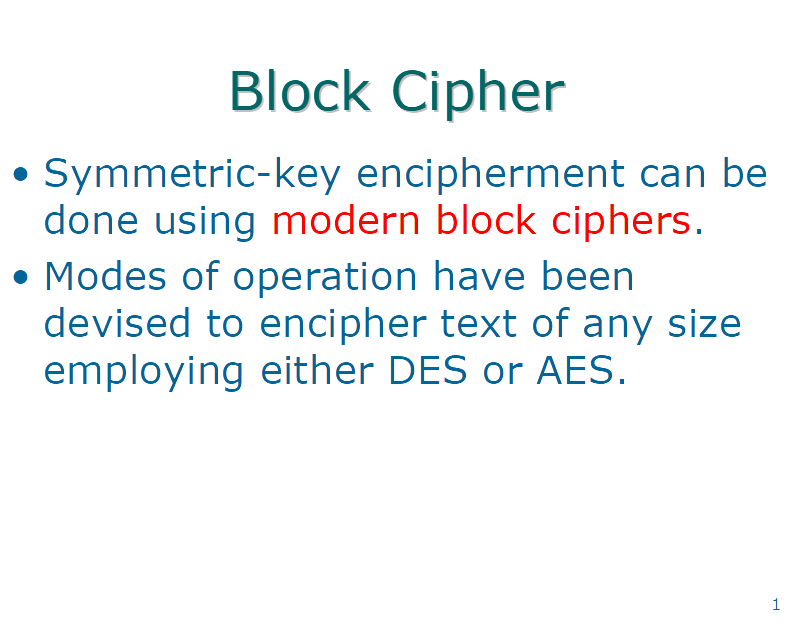 Block Cipher
• Symmetric-key encipherment can be
done using modern block ciphers.
• Modes of operation have been
devised to encipher text of any size
employing either DES or AES.
1